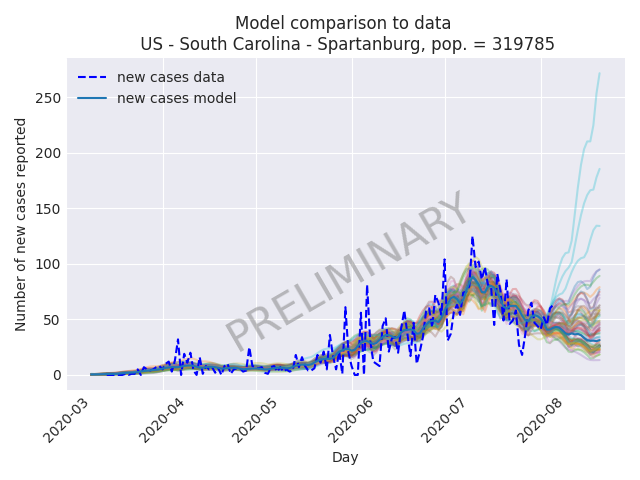 Model comparison to data
US - South Carolina - Spartanburg, pop. = 319785
new cases data
new cases model
250
200
150
100
50
0
Number of new cases reported
PRELIMINARY
2020-03
2020-04
2020-05
2020-06
2020-07
2020-08
Day